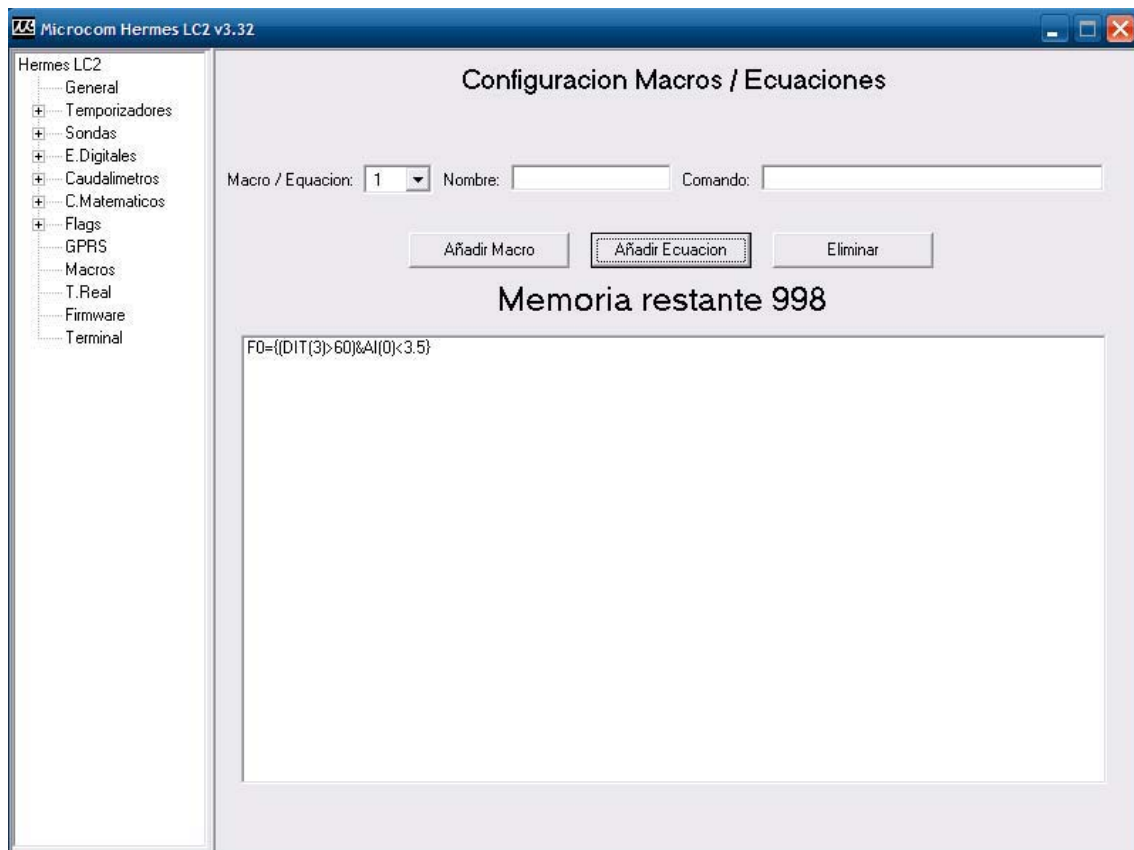 Microcom Hermes LC2 v3.32
Hermes LC2
General
Temporizadores
Sondas
E.Digitales
Caudalimetros
C.Matematicos
Flags
GPRS
Macros
T.Real
Firmware
Terminal
Configuracion Macros / Ecuaciones
Macro / Equacion: 1 Nombre: Comando:
Añadir Macro Añadir Ecuacion Eliminar
Memoria restante 998
F0={(DIT(3)>60)&AI(0)<3.5}